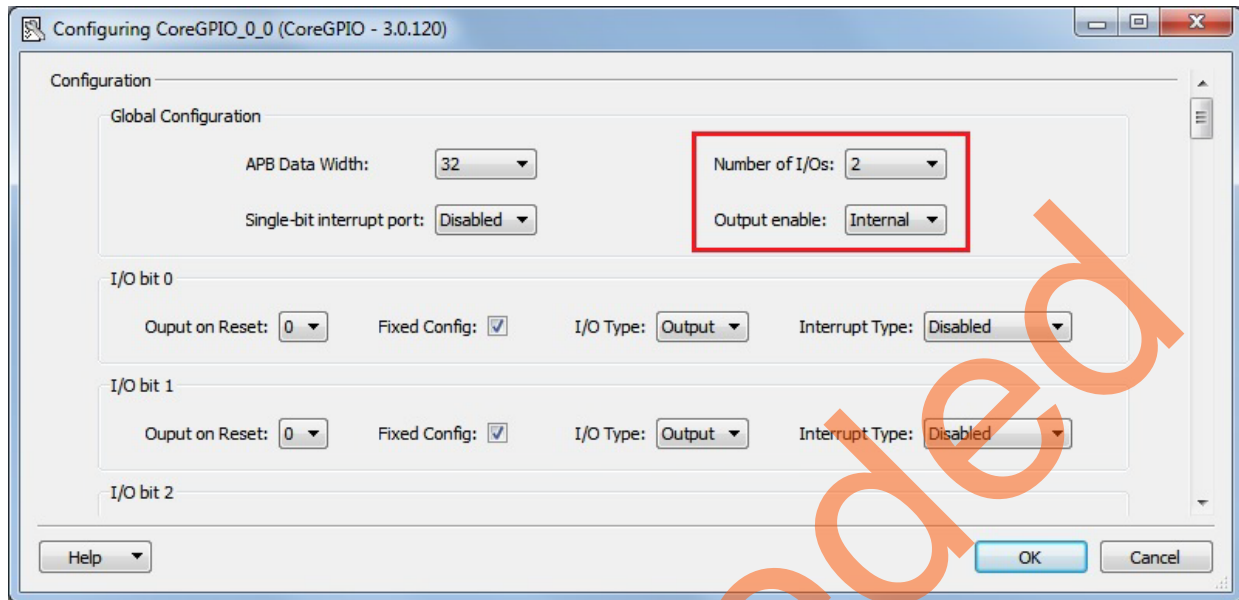 Configuring CoreGPIO_0_0 (CoreGPIO - 3.0.120)
Configuration
Global Configuration
APB Data Width: 32 Number of I/Os: 2
Single-bit interrupt port: Disabled Output enable: Internal
I/O bit 0
Ouput on Reset: 0 Fixed Config: I/O Type: Output Interrupt Type: Disabled
I/O bit 1
Ouput on Reset: 0 Fixed Config: I/O Type: Output Interrupt Type: Disabled
I/O bit 2
Help OK Cancel
ded